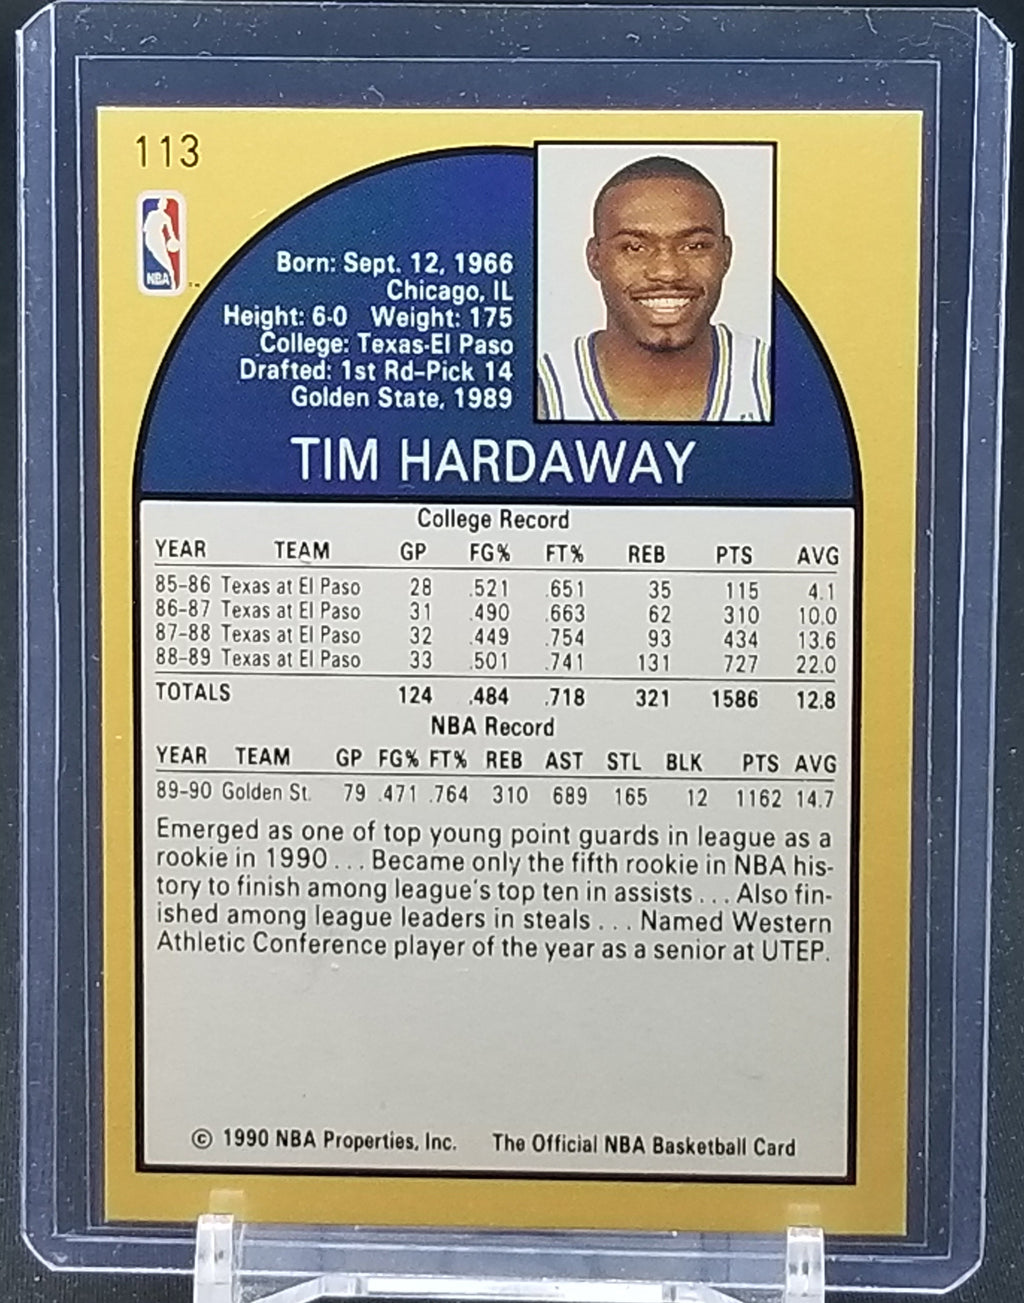 113
NBA
Born: Sept. 12, 1966
Chicago, IL
Height: 6-0 Weight: 175
College: Texas-El Paso
Drafted: 1st Rd-Pick 14
Golden State, 1989
TIM HARDAWAY
College Record
YEAR TEAM GP FG% FT% REB PTS AVG
85-86 Texas at El Paso 28 .521 .651 35 115 4.1
86-87 Texas at El Paso 31 .490 .663 62 310 10.0
87-88 Texas at El Paso 32 .449 .754 93 434 13.6
88-89 Texas at El Paso 33 .501 .741 131 727 22.0
TOTALS 124 .484 .718 321 1586 12.8
NBA Record
YEAR TEAM GP FG% FT% REB AST STL BLK PTS AVG
89-90 Golden St. 79 .471 .764 310 689 165 12 1162 14.7
Emerged as one of top young point guards in league as a
rookie in 1990 . . . Became only the fifth rookie in NBA his-
tory to finish among league's top ten in assists . . . Also fin-
ished among league leaders in steals . . . Named Western
Athletic Conference player of the year as a senior at UTEP.
© 1990 NBA Properties, Inc. The Official NBA Basketball Card